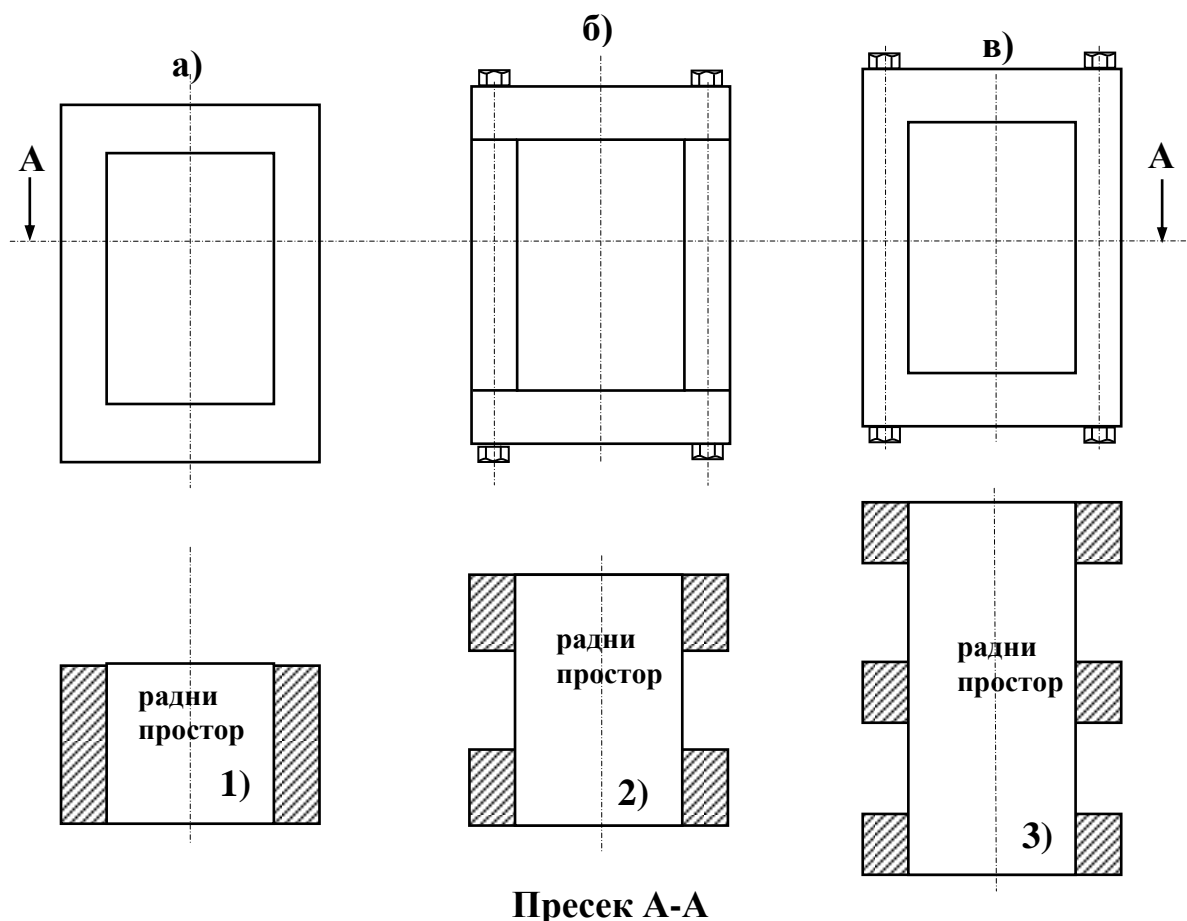 а)
б)
в)
А
А
радни
простор
1)
радни
простор
2)
радни
простор
3)
Пресек А-А